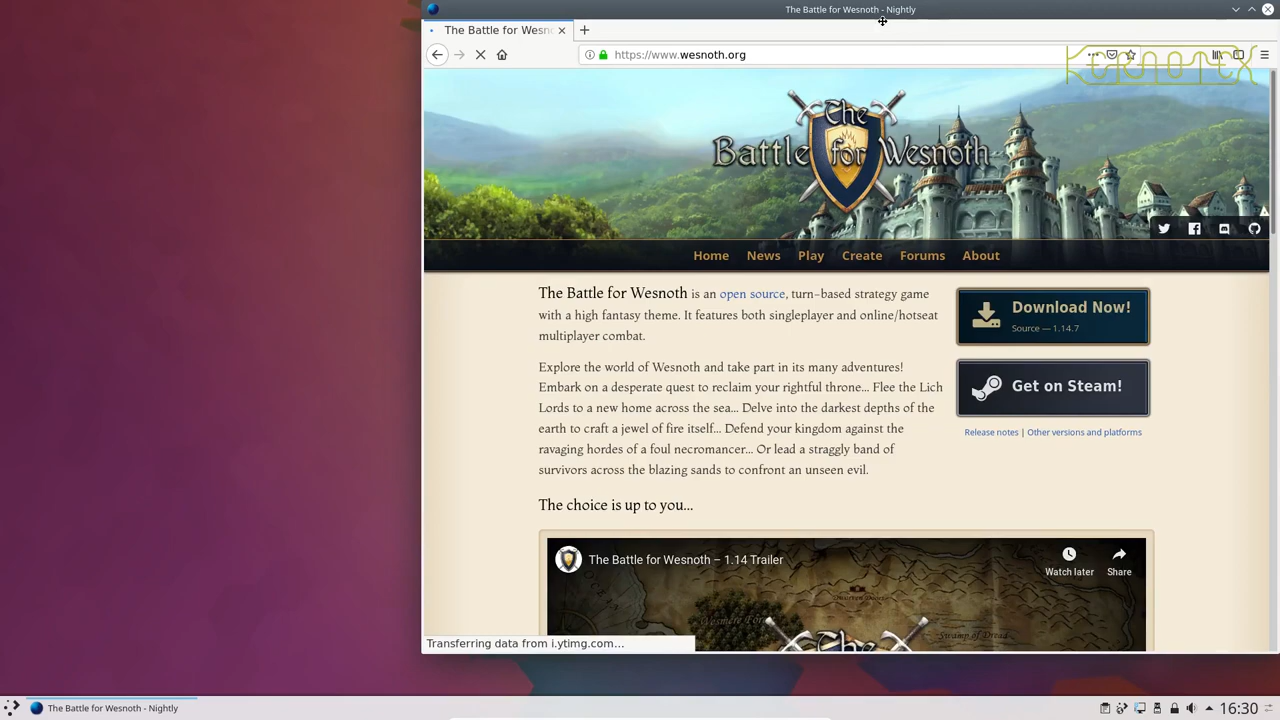 The Battle for Wesnoth - Nightly
The Battle for Wesno
https://www.wesnoth.org
KERNOTEX
The
Battle for Wesnoth
Home News Play Create Forums About
The Battle for Wesnoth is an open source, turn-based strategy game
with a high fantasy theme. It features both singleplayer and online/hotseat
multiplayer combat.
Explore the world of Wesnoth and take part in its many adventures!
Embark on a desperate quest to reclaim your rightful throne... Flee the Lich
Lords to a new home across the sea... Delve into the darkest depths of the
earth to craft a jewel of fire itself... Defend your kingdom against the
ravaging hordes of a foul necromancer... Or lead a straggly band of
survivors across the blazing sands to confront an unseen evil.
The choice is up to you...
Download Now!
Source — 1.14.7
Get on Steam!
Release notes | Other versions and platforms
The Battle for Wesnoth – 1.14 Trailer
Watch later Share
Wesmere Fore
Swamp of Dread
The
Transferring data from i.ytimg.com...
The Battle for Wesnoth - Nightly
16:30